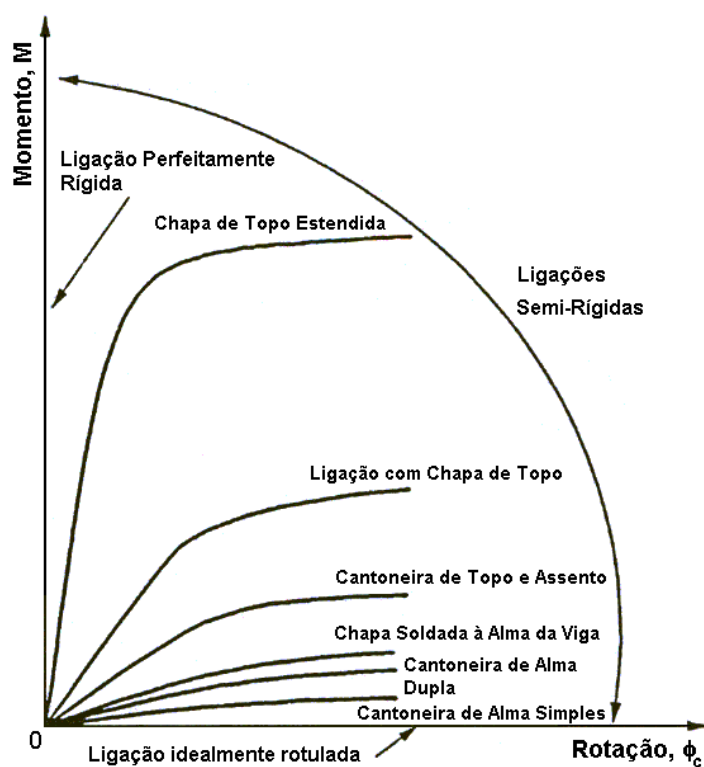 Momento, M
Ligação Perfeitamente
Rígida
Chapa de Topo Estendida
Ligações
Semi-Rígidas
Ligação com Chapa de Topo
Cantoneira de Topo e Assento
Chapa Soldada à Alma da Viga
Cantoneira de Alma
Dupla
Cantoneira de Alma Simples
0
Ligação idealmente rotulada
Rotação, ϕc